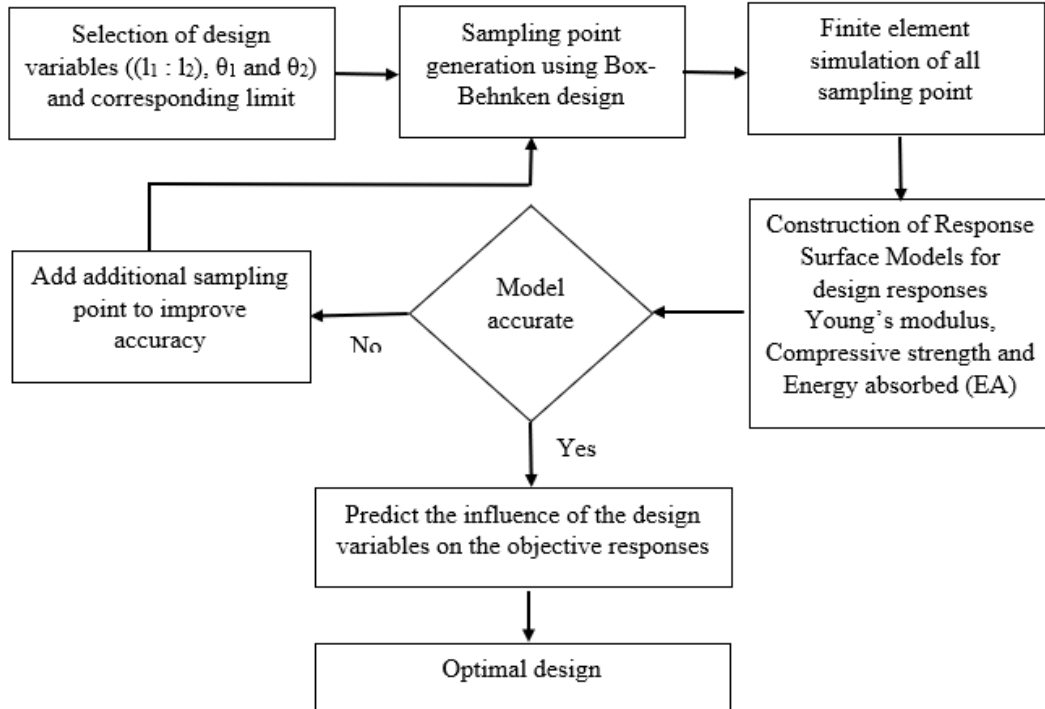 Selection of design
variables ((l₁ : l₂), θ₁ and θ₂)
and corresponding limit
Sampling point
generation using Box-
Behnken design
Finite element
simulation of all
sampling point
Construction of Response
Surface Models for
design responses
Young's modulus,
Compressive strength and
Energy absorbed (EA)
Model
accurate
No
Add additional sampling
point to improve
accuracy
Yes
Predict the influence of the design
variables on the objective responses
Optimal design